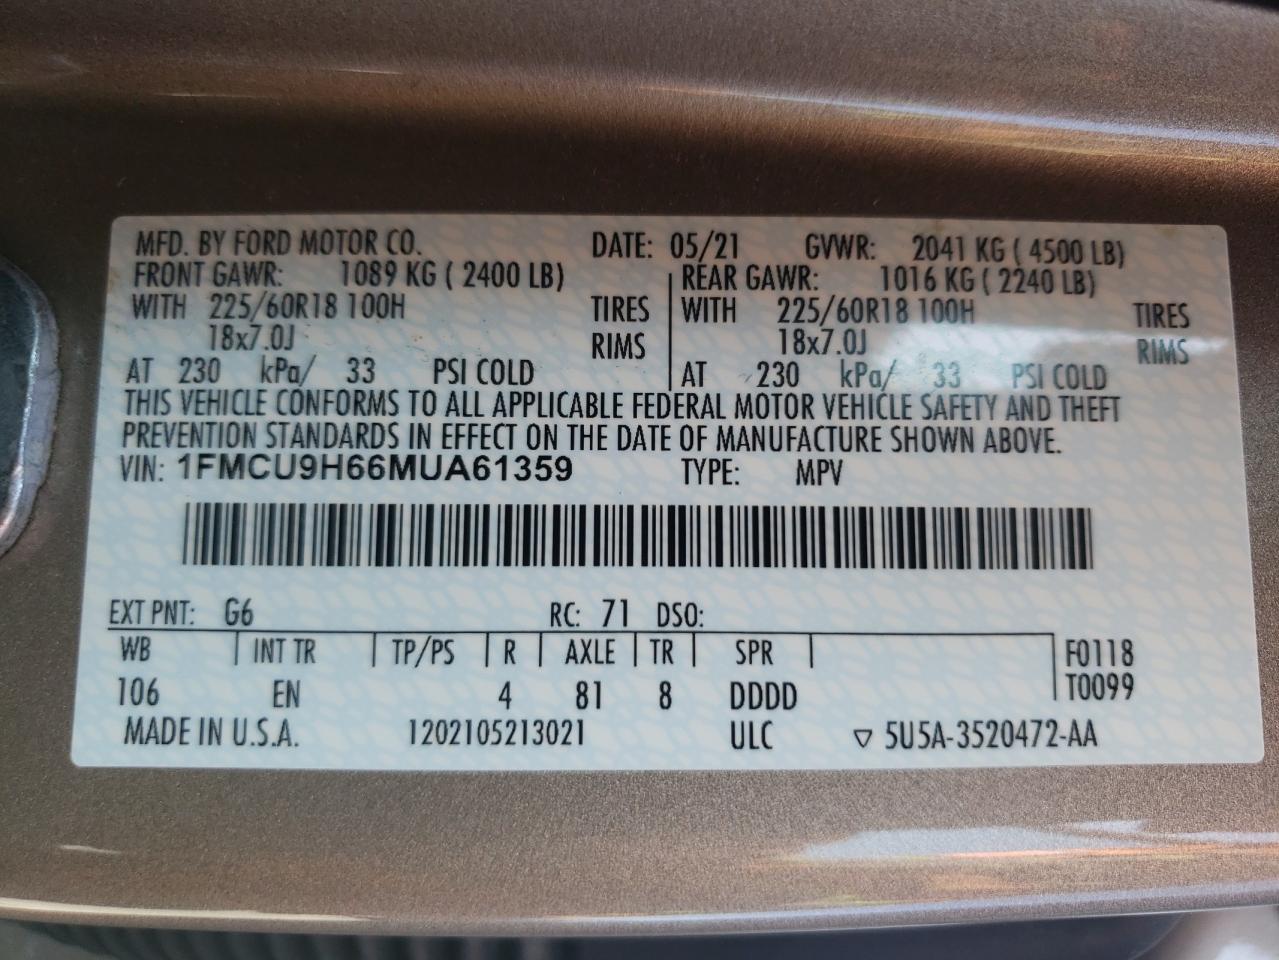 MFD. BY FORD MOTOR CO. DATE: 05/21 GVWR: 2041 KG ( 4500 LB)
FRONT GAWR: 1089 KG ( 2400 LB) REAR GAWR: 1016 KG ( 2240 LB)
WITH 225/60R18 100H TIRES WITH 225/60R18 100H TIRES
18x7.0J RIMS 18x7.0J RIMS
AT 230 kPa/ 33 PSI COLD AT 230 kPa/ 33 PSI COLD
THIS VEHICLE CONFORMS TO ALL APPLICABLE FEDERAL MOTOR VEHICLE SAFETY AND THEFT
PREVENTION STANDARDS IN EFFECT ON THE DATE OF MANUFACTURE SHOWN ABOVE.
VIN: 1FMCU9H66MUA61359 TYPE: MPV
EXT PNT: G6 RC: 71 DSO:
WB INT TR TP/PS R AXLE TR SPR F0118
106 EN 4 81 8 DDDD T0099
MADE IN U.S.A. 1202105213021 ULC ▽ 5U5A-3520472-AA